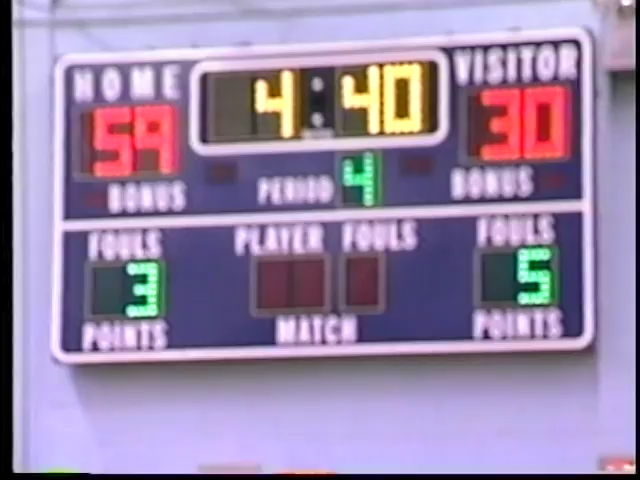 HOME 4:40 VISITOR
59 30
BONUS PERIOD 4 BONUS
FOULS PLAYER FOULS FOULS
3 5
POINTS MATCH POINTS